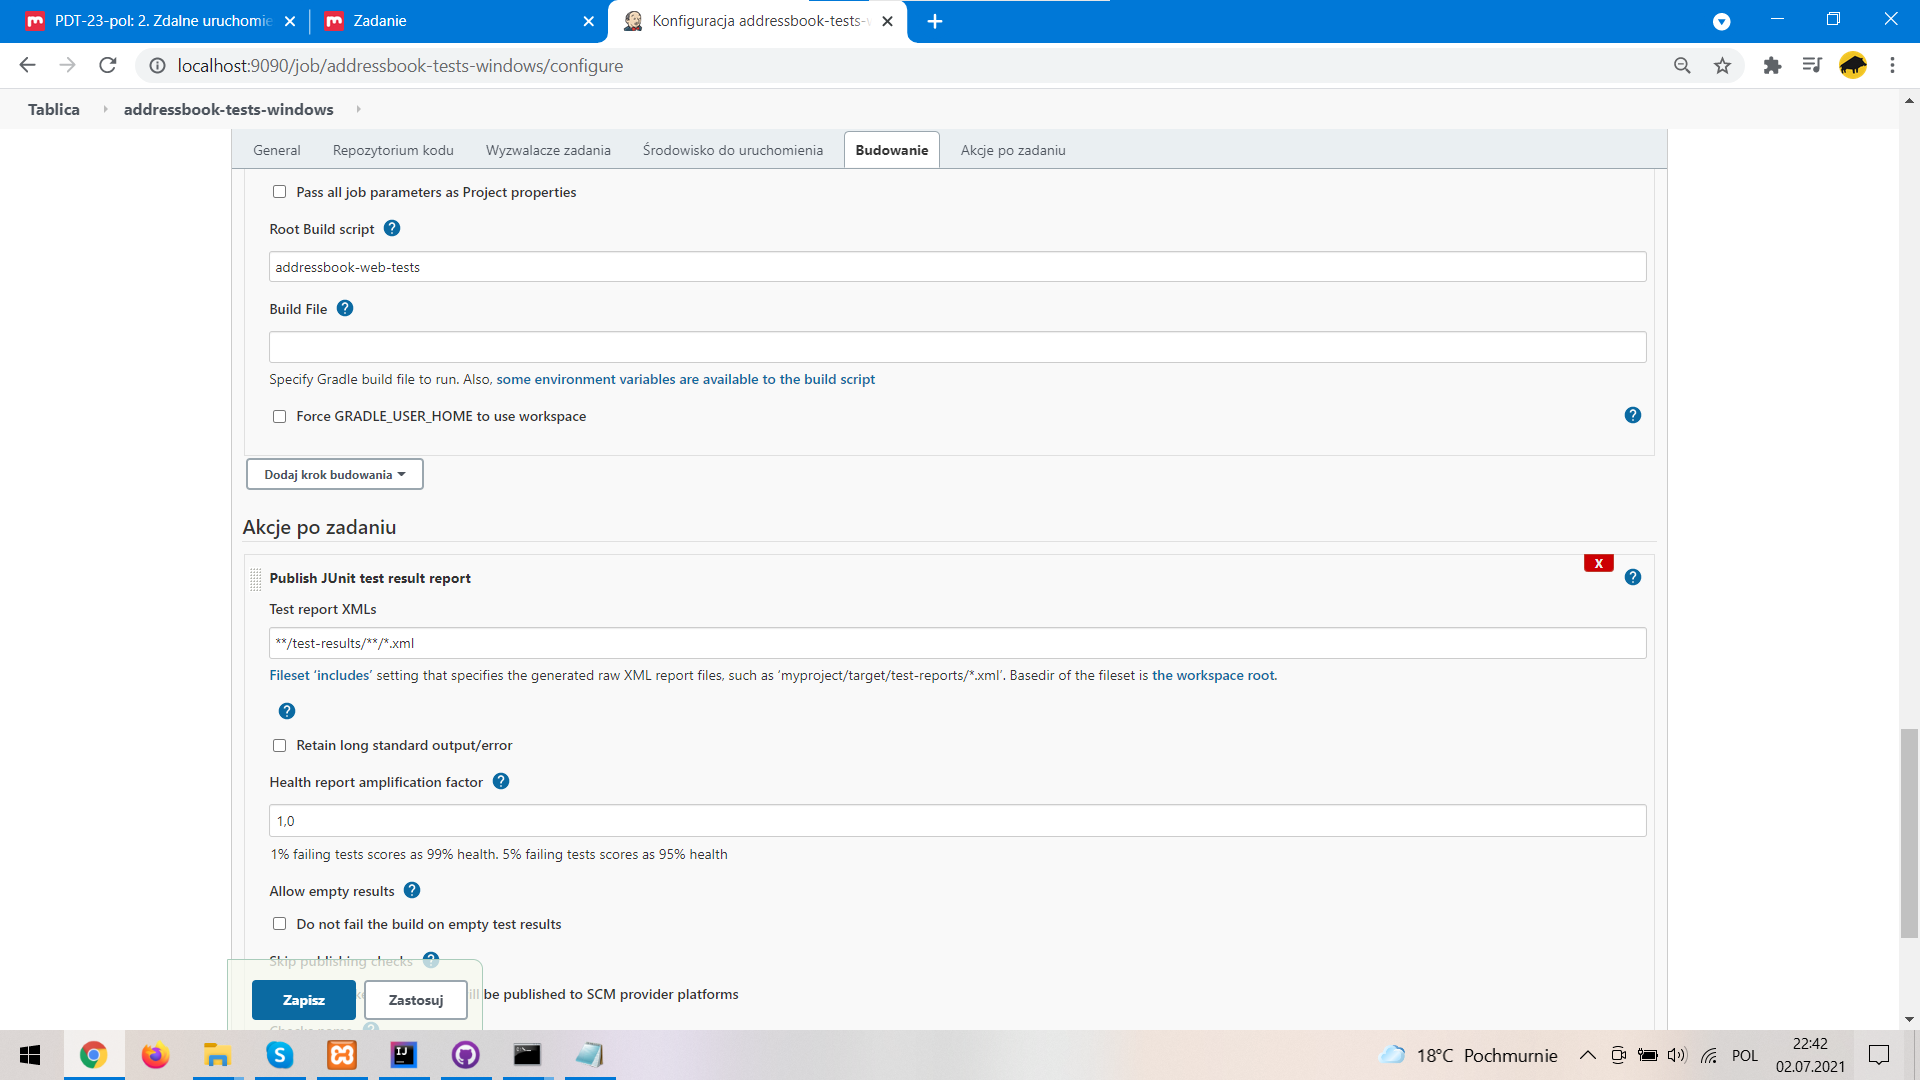 PDT-23-pol: 2. Zdalne uruchomie
Zadanie
Konfiguracja addressbook-tests-
localhost:9090/job/addressbook-tests-windows/configure
Tablica
addressbook-tests-windows
General
Repozytorium kodu
Wyzwalacze zadania
Środowisko do uruchomienia
Budowanie
Akcje po zadaniu
Pass all job parameters as Project properties
Root Build script
addressbook-web-tests
Build File
Specify Gradle build file to run. Also, some environment variables are available to the build script
Force GRADLE_USER_HOME to use workspace
Dodaj krok budowania
Akcje po zadaniu
X
Publish JUnit test result report
Test report XMLs
**/test-results/**/*.xml
Fileset 'includes' setting that specifies the generated raw XML report files, such as 'myproject/target/test-reports/*.xml'. Basedir of the fileset is the workspace root.
Retain long standard output/error
Health report amplification factor
1,0
1% failing tests scores as 99% health. 5% failing tests scores as 95% health
Allow empty results
Do not fail the build on empty test results
Skip publishing checks
Zapisz
Zastosuj
ill be published to SCM provider platforms
Checks name
18°C Pochmurnie
POL
22:42
02.07.2021